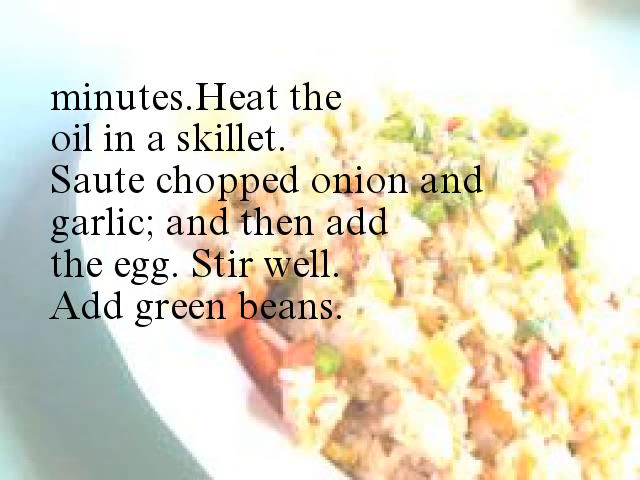 minutes.Heat the
oil in a skillet.
Saute chopped onion and
garlic; and then add
the egg. Stir well.
Add green beans.